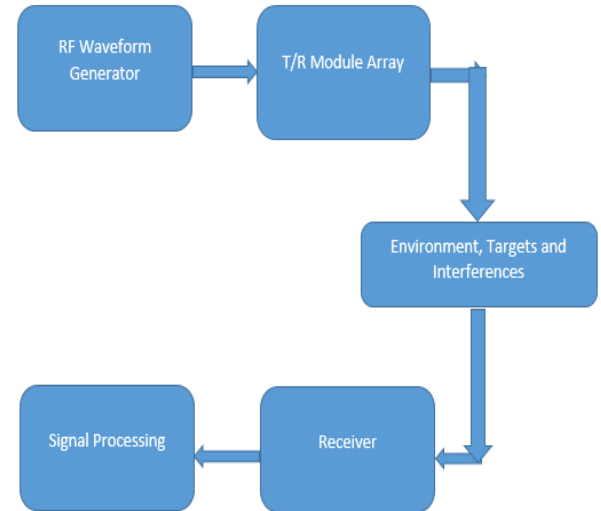 RF Waveform
Generator
T/R Module Array
Environment, Targets and
Interferences
Signal Processing
Receiver